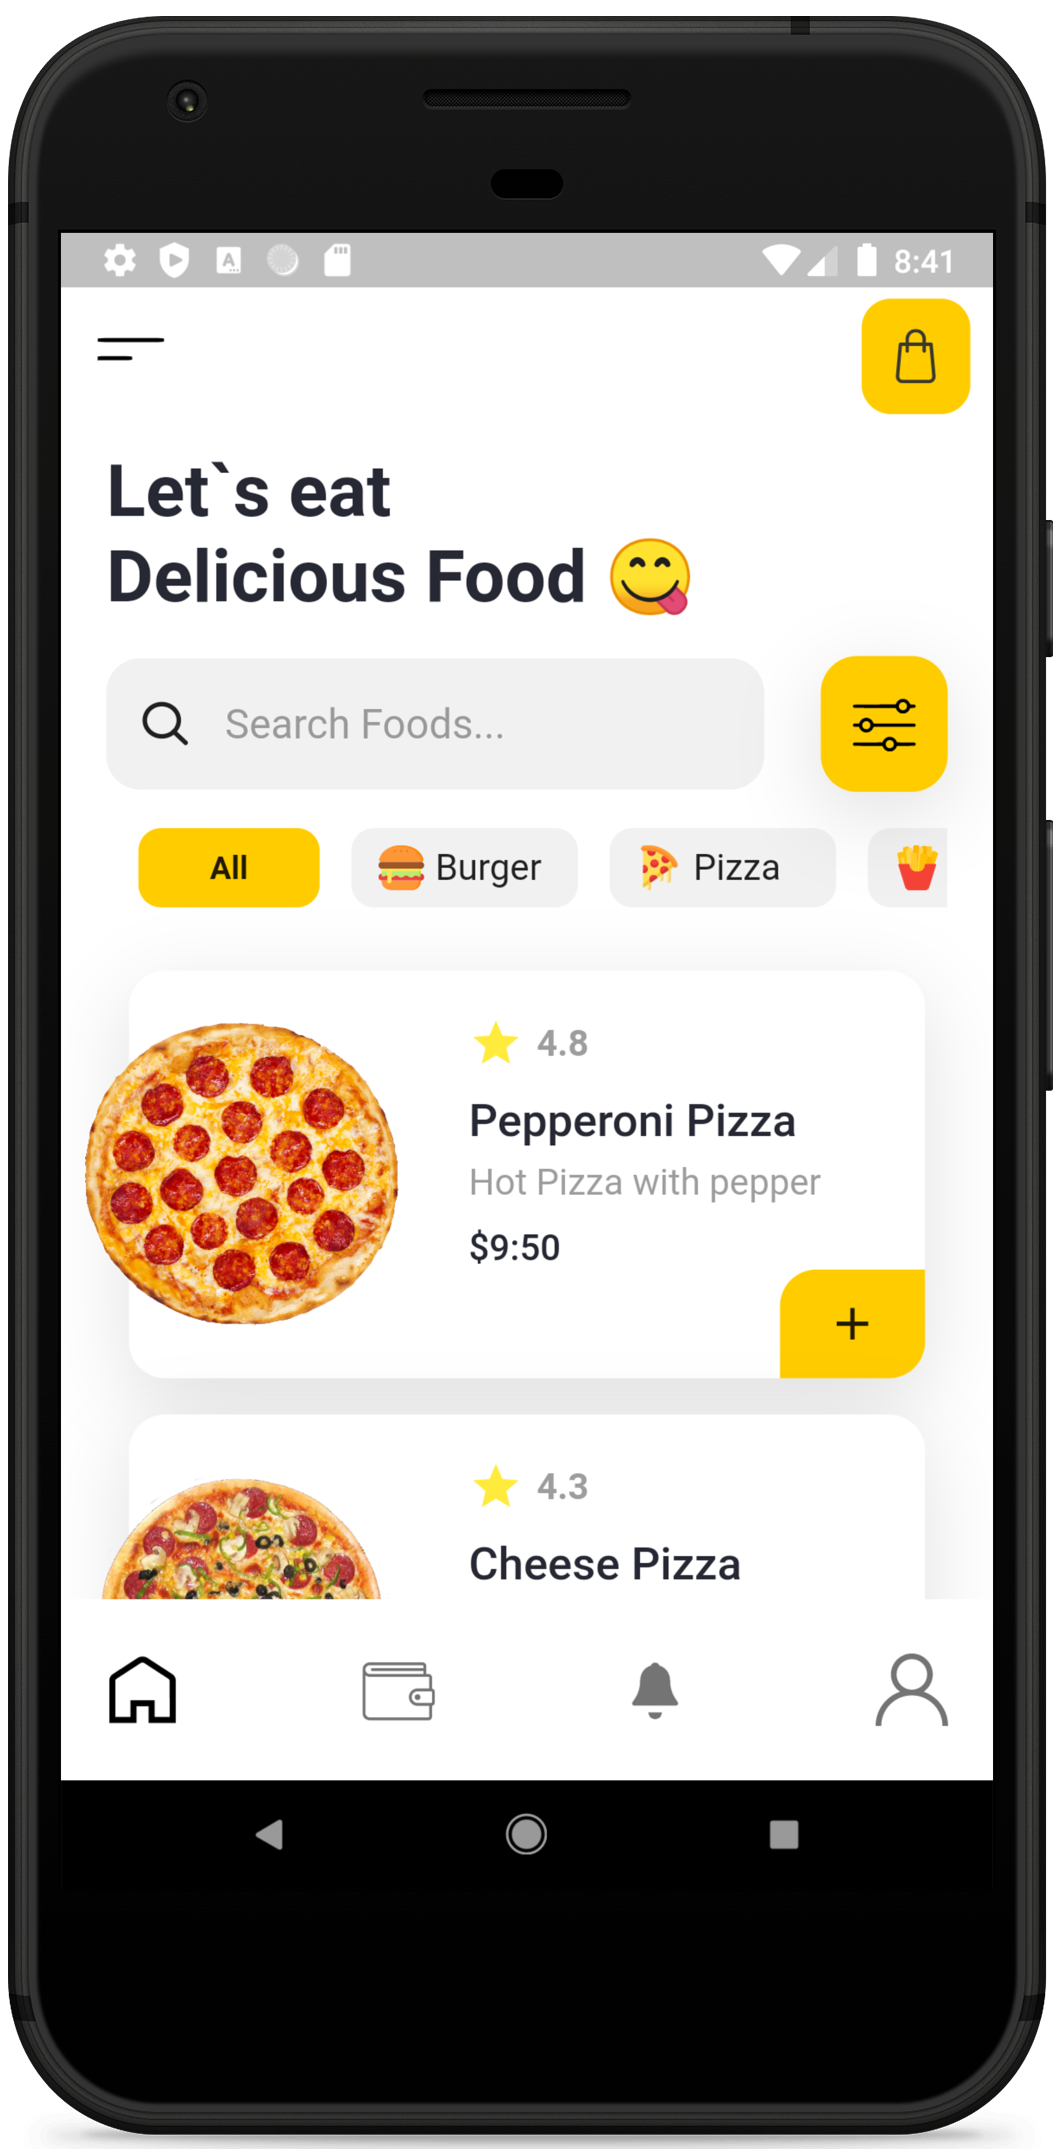 8:41
Let`s eat
Delicious Food 😋
Search Foods...
All
Burger
Pizza
4.8
Pepperoni Pizza
Hot Pizza with pepper
$9:50
+
4.3
Cheese Pizza